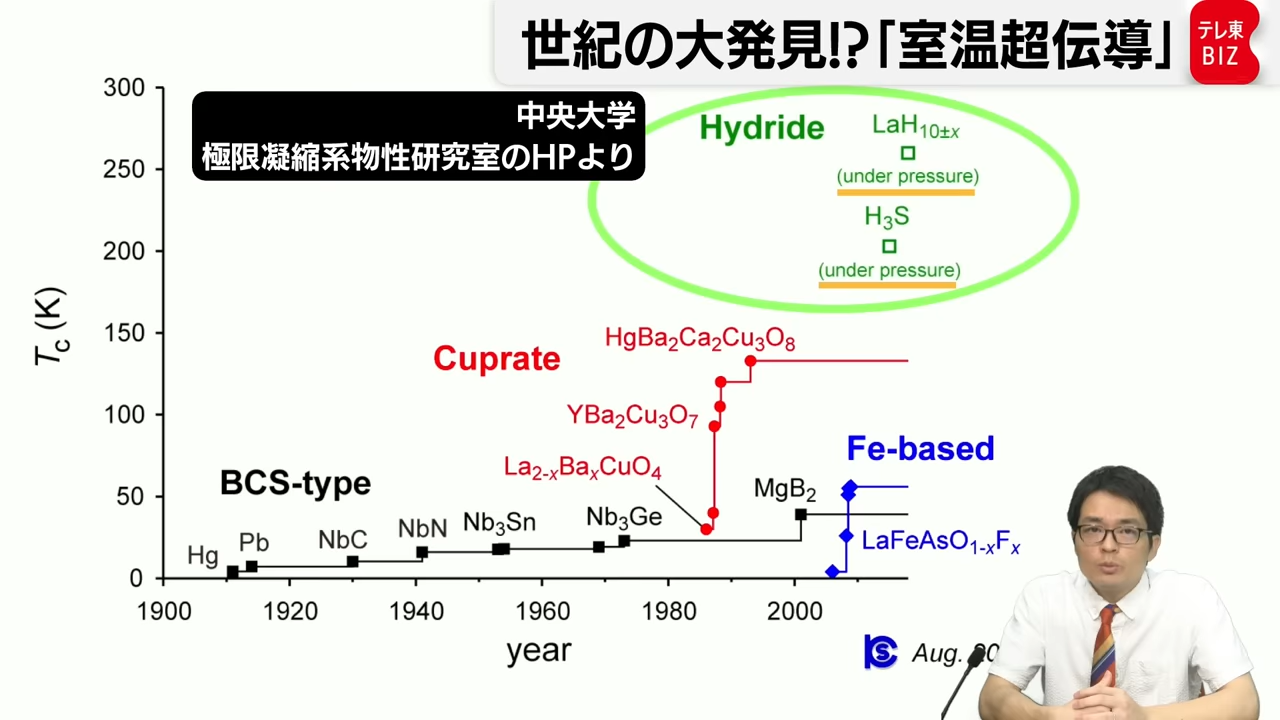 世紀の大発見!?「室温超伝導」
テレ東
BIZ
中央大学
極限凝縮系物性研究室のHPより
Hydride
LaH10±x
(under pressure)
H3S
(under pressure)
Cuprate
HgBa2Ca2Cu3O8
YBa2Cu3O7
La2-xBaxCuO4
BCS-type
Fe-based
Hg
Pb
NbC
NbN
Nb3Sn
Nb3Ge
MgB2
LaFeAsO1-xFx
Tc (K)
300
250
200
150
100
50
0
1900
1920
1940
1960
1980
2000
year
Aug.